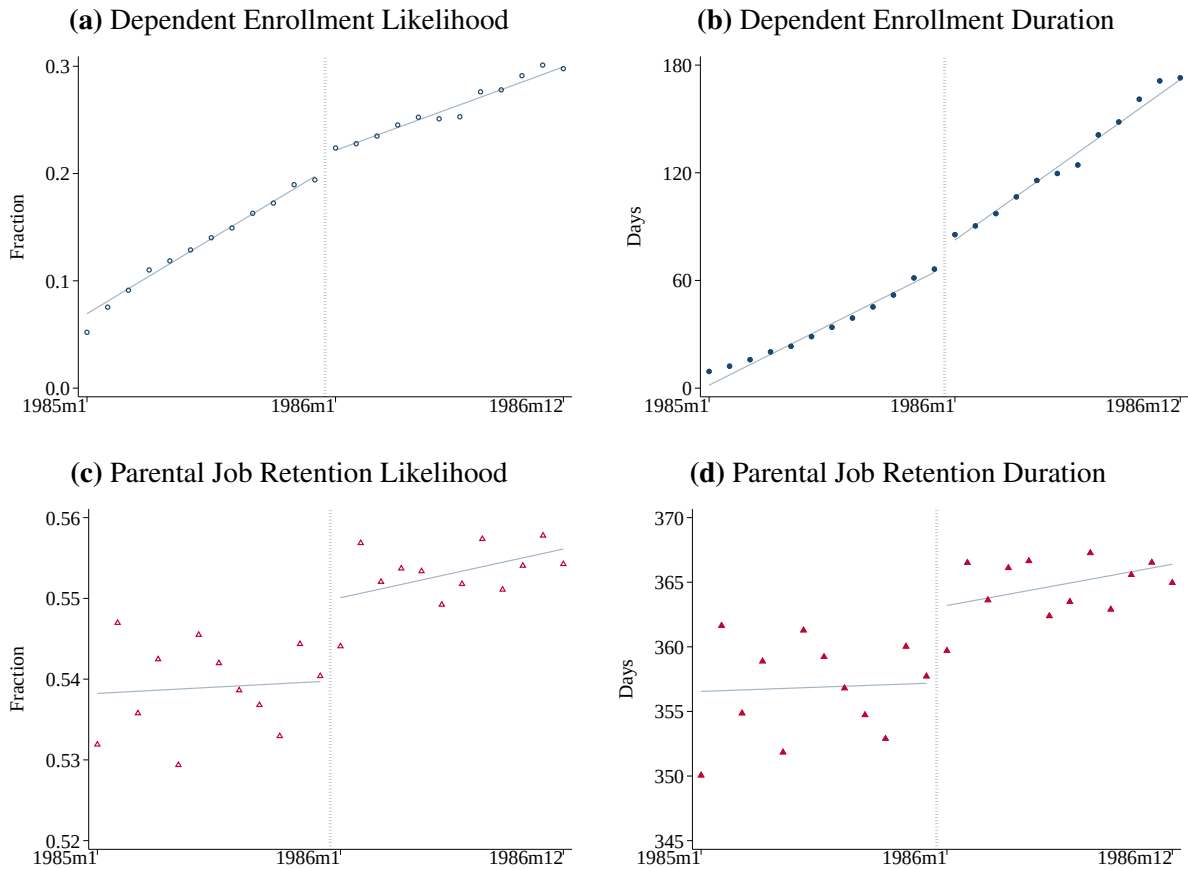 (a) Dependent Enrollment Likelihood
0.3
0.2
0.1
0.0
Fraction
1985m1
1986m1
1986m12
(b) Dependent Enrollment Duration
180
120
60
0
Days
1985m1
1986m1
1986m12
(c) Parental Job Retention Likelihood
0.56
0.55
0.54
0.53
0.52
Fraction
1985m1
1986m1
1986m12
(d) Parental Job Retention Duration
370
365
360
355
350
345
Days
1985m1
1986m1
1986m12